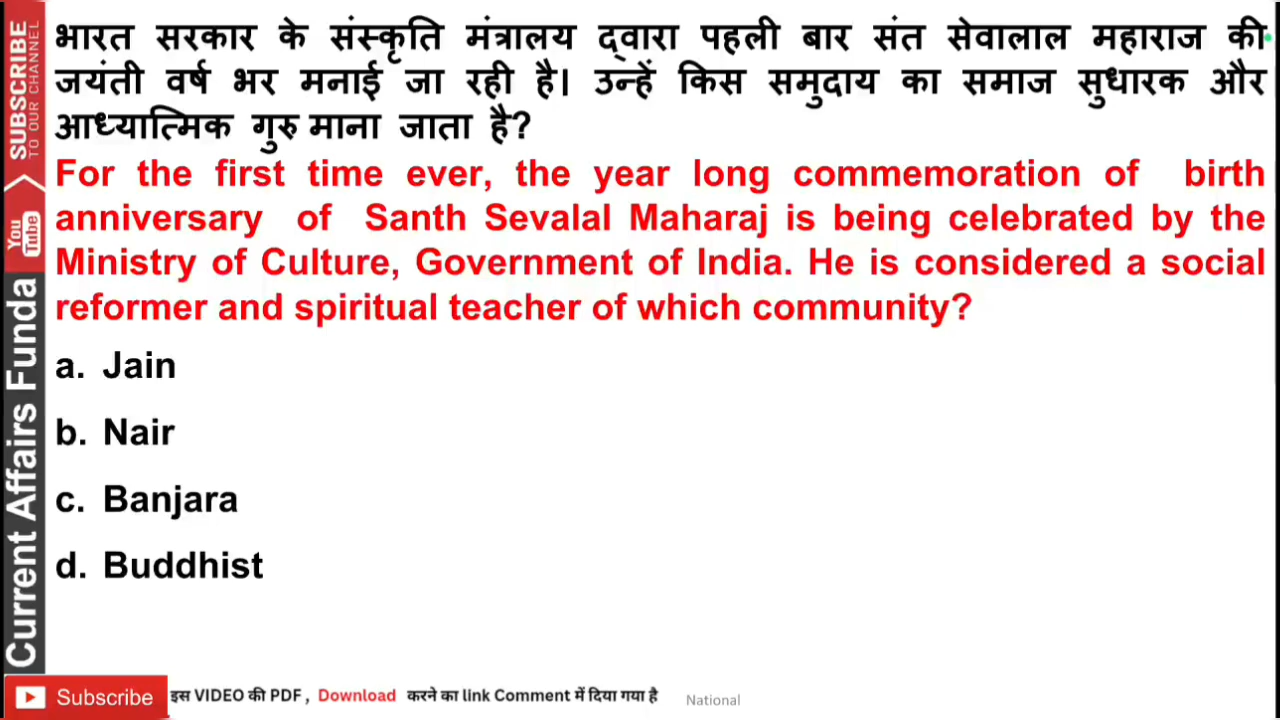 भारत सरकार के संस्कृति मंत्रालय द्वारा पहली बार संत सेवालाल महाराज की
जयंती वर्ष भर मनाई जा रही है। उन्हें किस समुदाय का समाज सुधारक और
आध्यात्मिक गुरु माना जाता है?
For the first time ever, the year long commemoration of birth
anniversary of Santh Sevalal Maharaj is being celebrated by the
Ministry of Culture, Government of India. He is considered a social
reformer and spiritual teacher of which community?
a. Jain
b. Nair
c. Banjara
d. Buddhist
SUBSCRIBE
TO OUR CHANNEL
You
Tube
Current Affairs Funda
Subscribe इस VIDEO की PDF , Download करने का link Comment में दिया गया है National